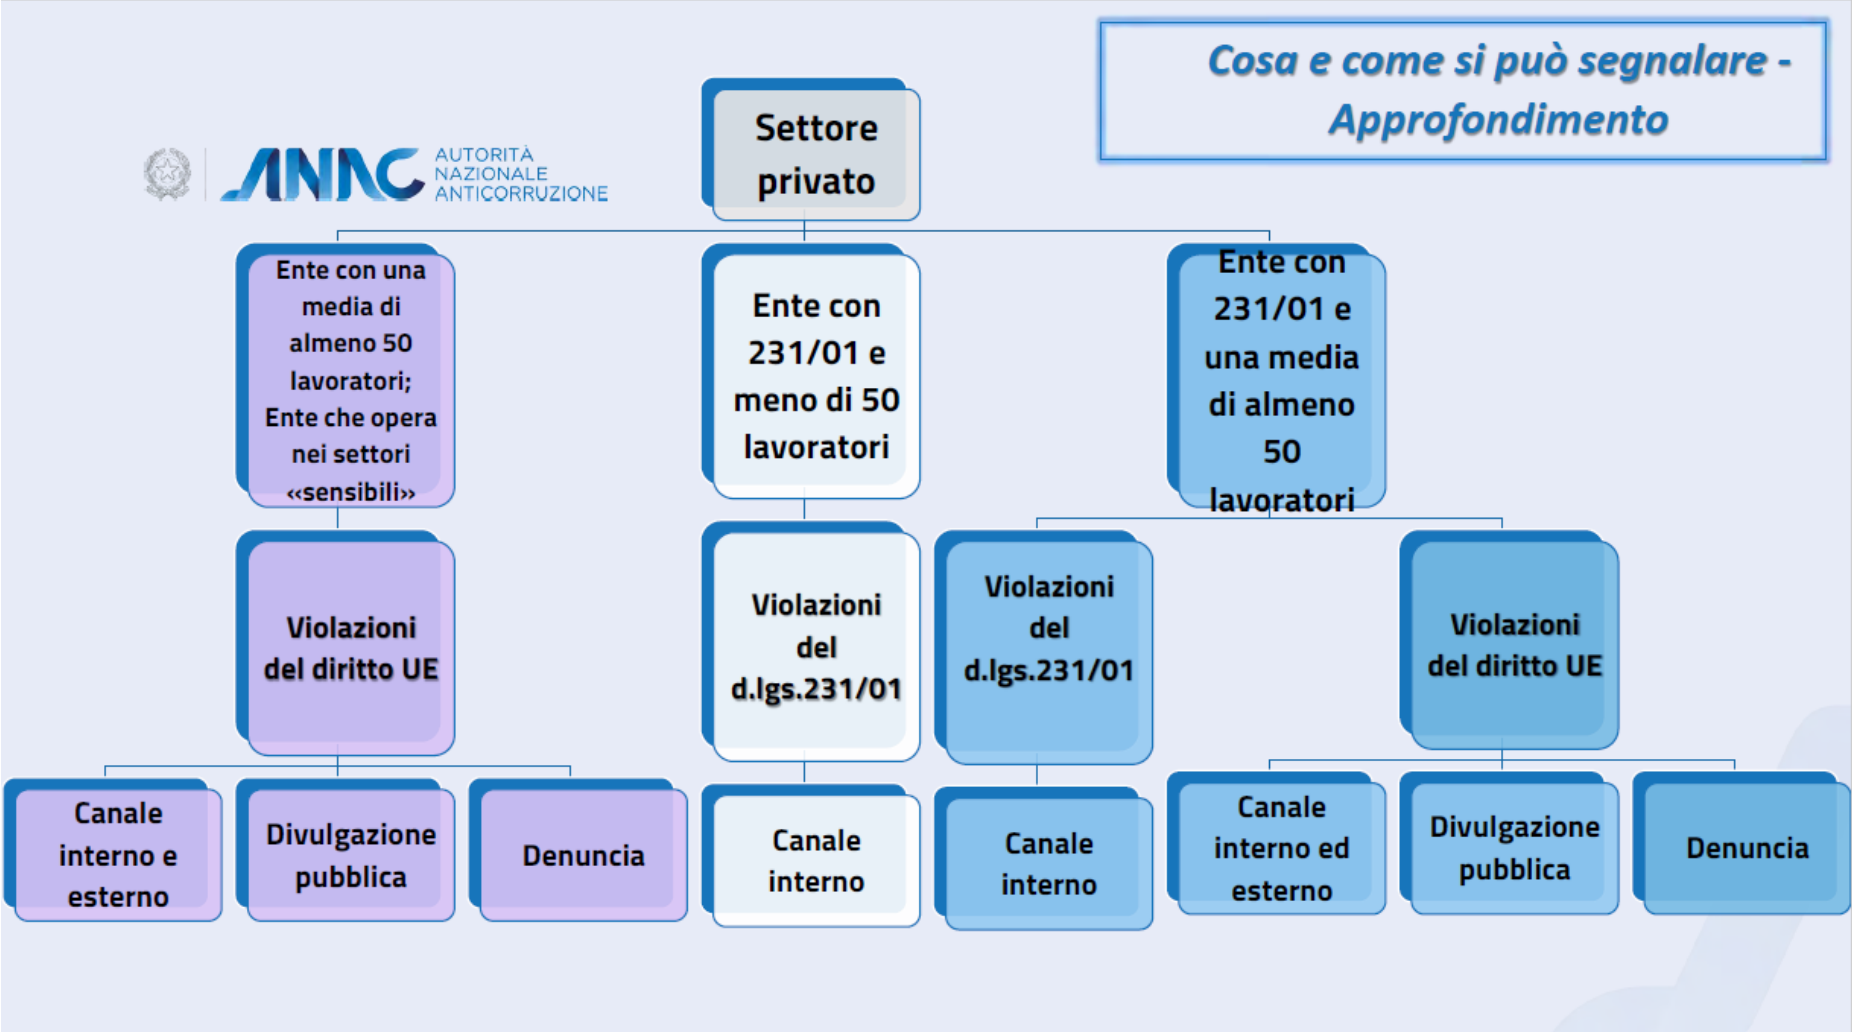 Cosa e come si può segnalare -
Approfondimento
ANAC
AUTORITÀ
NAZIONALE
ANTICORRUZIONE
Settore
privato
Ente con una
media di
almeno 50
lavoratori;
Ente che opera
nei settori
«sensibili»
Ente con
231/01 e
meno di 50
lavoratori
Ente con
231/01 e
una media
di almeno
50
lavoratori
Violazioni
del diritto UE
Violazioni
del
d.lgs.231/01
Violazioni
del
d.lgs.231/01
Violazioni
del diritto UE
Canale
interno e
esterno
Divulgazione
pubblica
Denuncia
Canale
interno
Canale
interno
Canale
interno ed
esterno
Divulgazione
pubblica
Denuncia